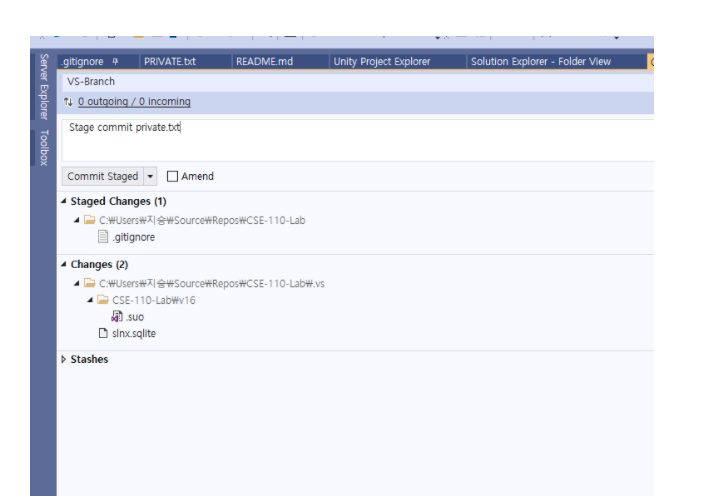 .gitignore PRIVATE.txt README.md Unity Project Explorer Solution Explorer - Folder View
Server Explorer
Toolbox
VS-Branch
0 outgoing / 0 incoming
Stage commit private.txt
Commit Staged Amend
Staged Changes (1)
C:₩Users₩지승₩Source₩Repos₩CSE-110-Lab
.gitignore
Changes (2)
C:₩Users₩지승₩Source₩Repos₩CSE-110-Lab₩.vs
CSE-110-Lab₩v16
.suo
slnx.sqlite
Stashes